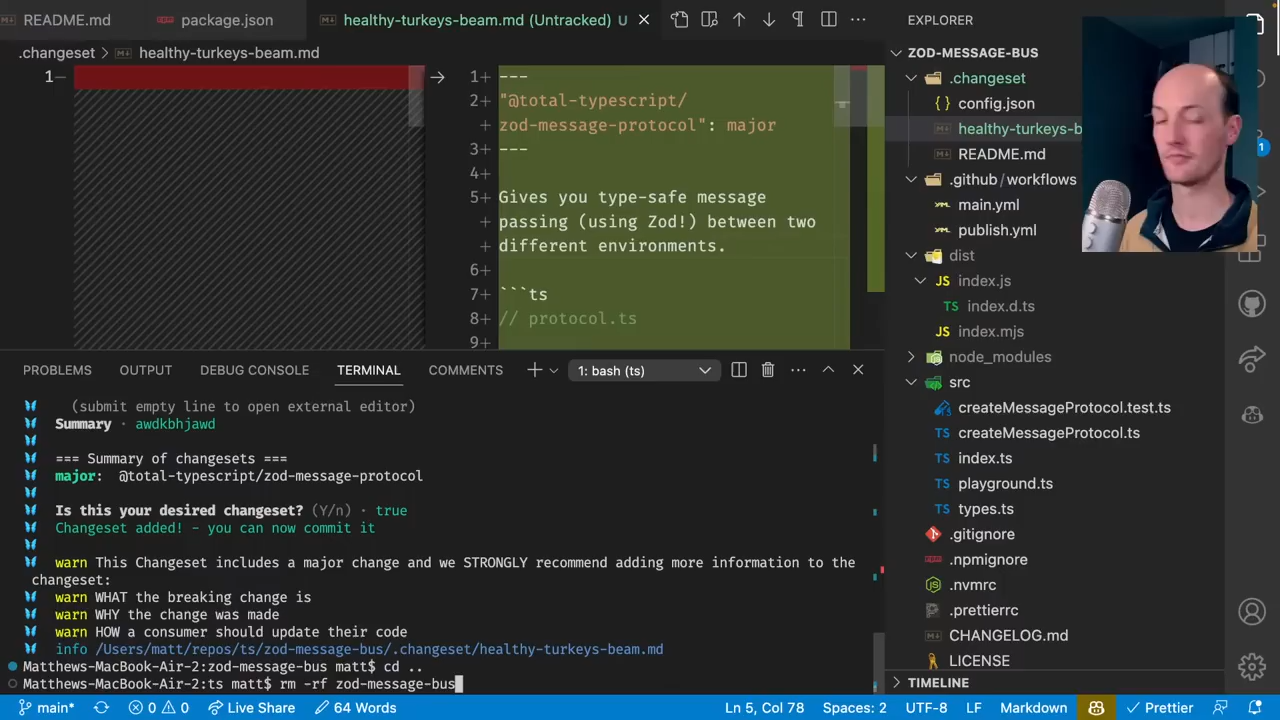 README.md
package.json
healthy-turkeys-beam.md (Untracked) U
.changeset
healthy-turkeys-beam.md
1—
1+ ---
2+ "@total-typescript/
+ zod-message-protocol": major
3+ ---
4+
5+ Gives you type-safe message
+ passing (using Zod!) between two
+ different environments.
6+
7+ ```ts
8+ // protocol.ts
9+
PROBLEMS
OUTPUT
DEBUG CONSOLE
TERMINAL
COMMENTS
1: bash (ts)
(submit empty line to open external editor)
Summary · awdkbhjawd
=== Summary of changesets ===
major: @total-typescript/zod-message-protocol
Is this your desired changeset? (Y/n) · true
Changeset added! - you can now commit it
warn This Changeset includes a major change and we STRONGLY recommend adding more information to the
changeset:
warn WHAT the breaking change is
warn WHY the change was made
warn HOW a consumer should update their code
info /Users/matt/repos/ts/zod-message-bus/.changeset/healthy-turkeys-beam.md
Matthews-MacBook-Air-2:zod-message-bus matt$ cd ..
Matthews-MacBook-Air-2:ts matt$ rm -rf zod-message-bus
EXPLORER
ZOD-MESSAGE-BUS
.changeset
{ } config.json
healthy-turkeys-b
README.md
.github/workflows
main.yml
publish.yml
dist
JS index.js
TS index.d.ts
JS index.mjs
node_modules
src
createMessageProtocol.test.ts
TS createMessageProtocol.ts
TS index.ts
TS playground.ts
TS types.ts
.gitignore
.npmignore
.nvmrc
.prettierrc
CHANGELOG.md
LICENSE
TIMELINE
1
main*
0
0
Live Share
64 Words
Ln 5, Col 78
Spaces: 2
UTF-8
LF
Markdown
Prettier